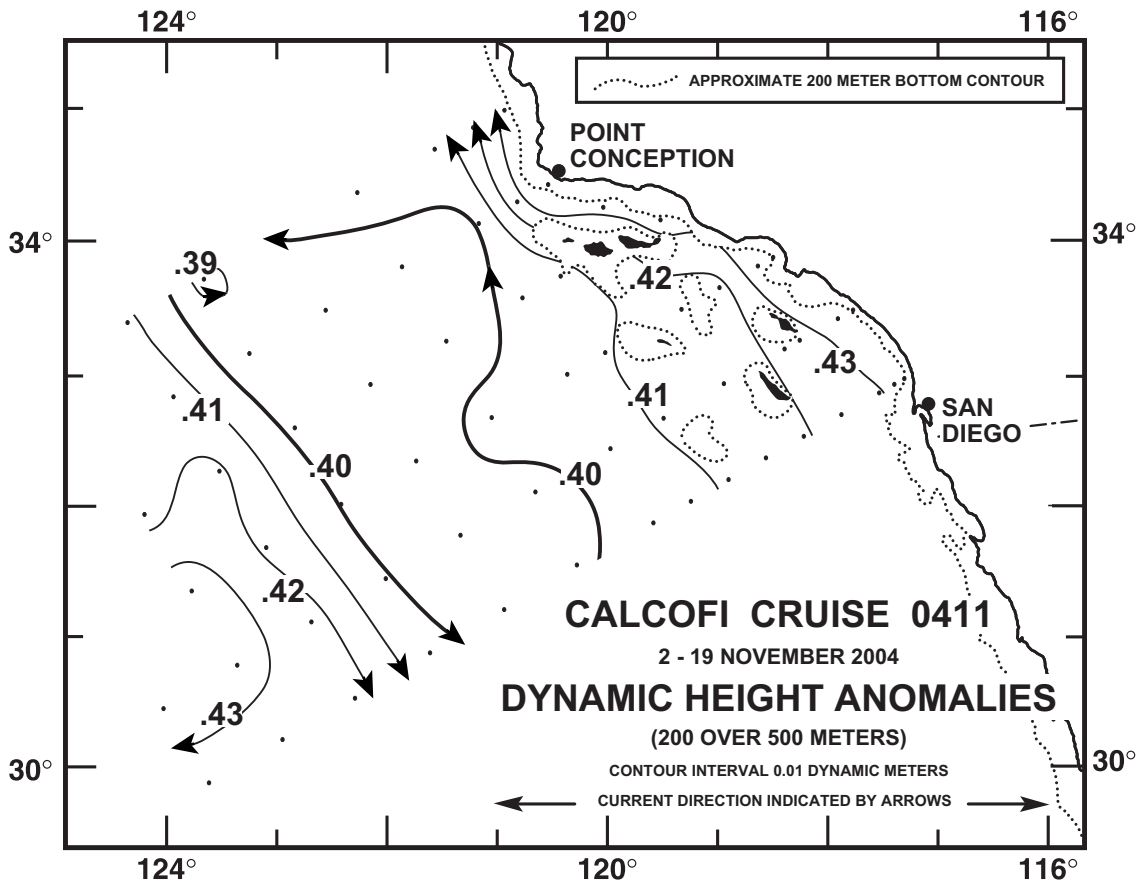 124° 120° 116°
APPROXIMATE 200 METER BOTTOM CONTOUR
POINT
CONCEPTION
34° 34°
.39
.42
.43
.41
.41
SAN
DIEGO
.40
.40
.42
CALCOFI CRUISE 0411
2 - 19 NOVEMBER 2004
DYNAMIC HEIGHT ANOMALIES
.43
(200 OVER 500 METERS)
30° 30°
CONTOUR INTERVAL 0.01 DYNAMIC METERS
CURRENT DIRECTION INDICATED BY ARROWS
124° 120° 116°